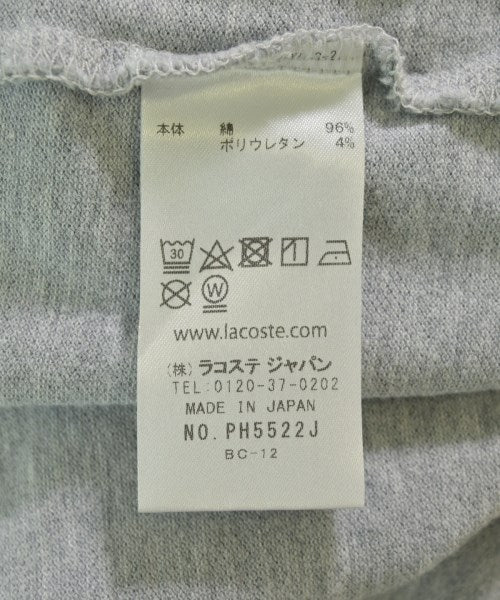 本体 綿 96%
ポリウレタン 4%
30
W
www.lacoste.com
(株) ラコステ ジャパン
TEL:0120-37-0202
MADE IN JAPAN
NO. PH5522J
BC-12